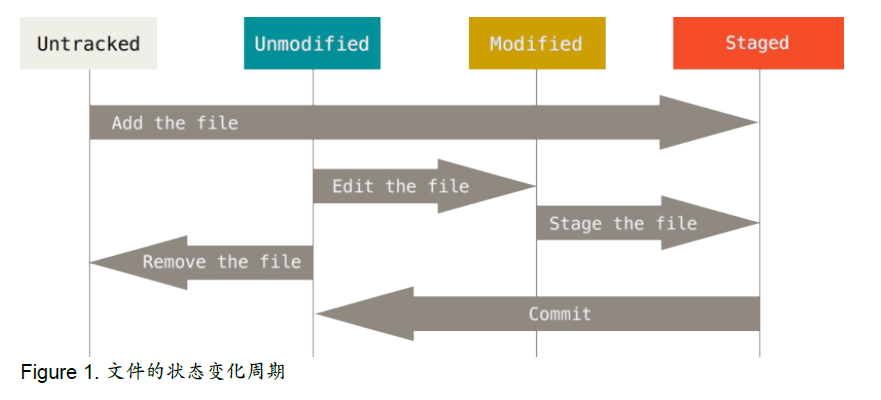 Untracked
Unmodified
Modified
Staged
Add the file
Edit the file
Stage the file
Remove the file
Commit
Figure 1. 文件的状态变化周期